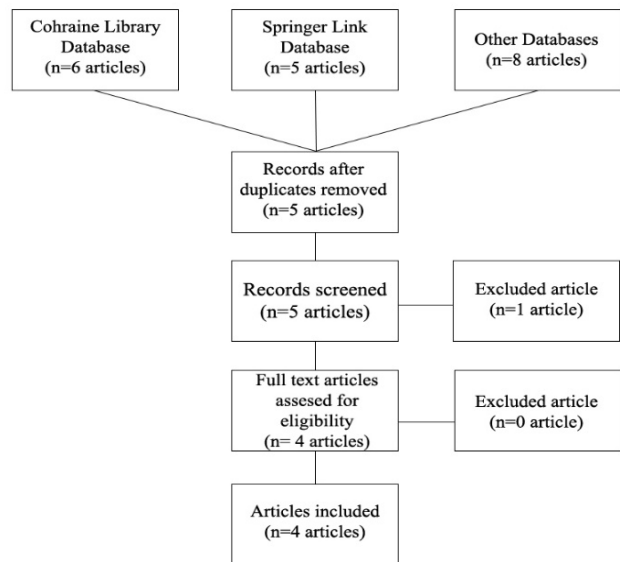 Cohraine Library
Database
(n=6 articles)
Springer Link
Database
(n=5 articles)
Other Databases
(n=8 articles)
Records after
duplicates removed
(n=5 articles)
Records screened
(n=5 articles)
Excluded article
(n=1 article)
Full text articles
assesed for
eligibility
(n= 4 articles)
Excluded article
(n=0 article)
Articles included
(n=4 articles)